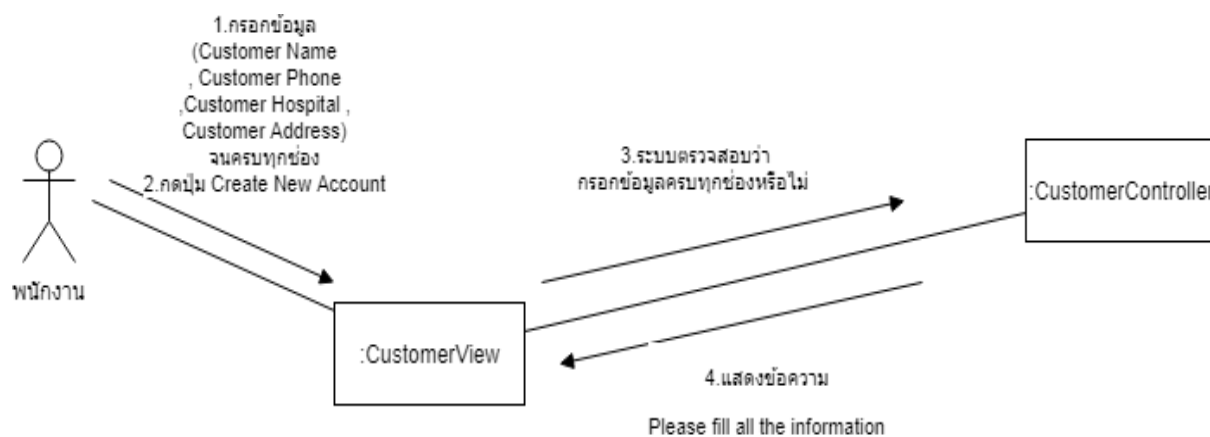 1.กรอกข้อมูล
(Customer Name
, Customer Phone
,Customer Hospital ,
Customer Address)
จนครบทุกช่อง
2.กดปุ่ม Create New Account
พนักงาน
:CustomerView
3.ระบบตรวจสอบว่า
กรอกข้อมูลครบทุกช่องหรือไม่
:CustomerController
4.แสดงข้อความ
Please fill all the information